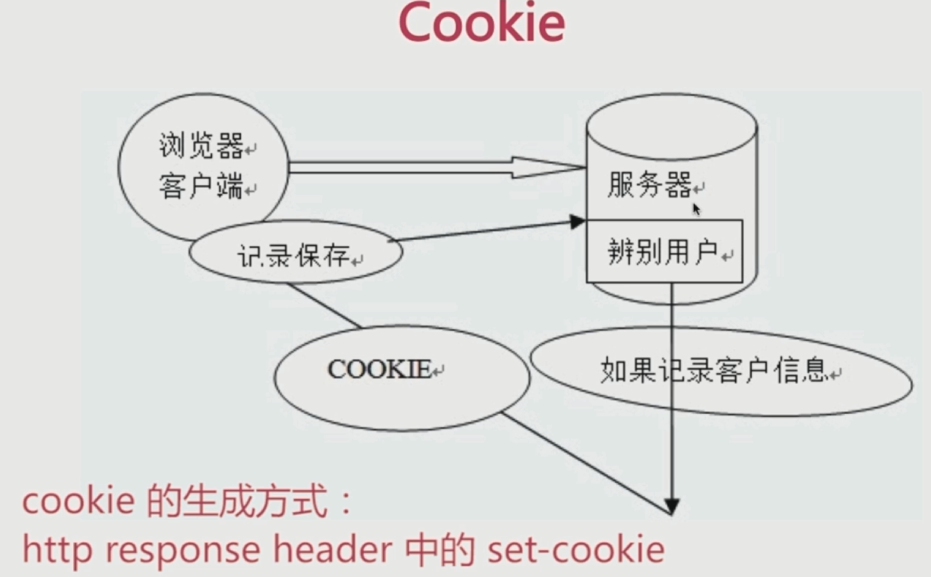 Cookie
浏览器
客户端
服务器
记录保存
辨别用户
COOKIE
如果记录客户信息
cookie 的生成方式：
http response header 中的 set-cookie